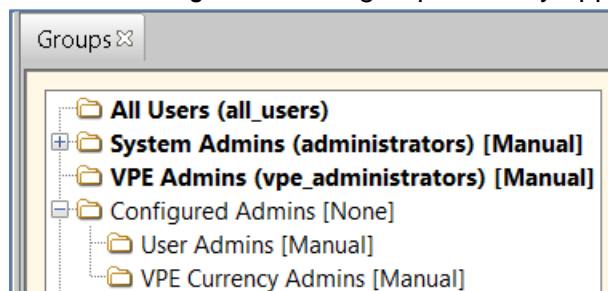 Groups
All Users (all_users)
System Admins (administrators) [Manual]
VPE Admins (vpe_administrators) [Manual]
Configured Admins [None]
User Admins [Manual]
VPE Currency Admins [Manual]